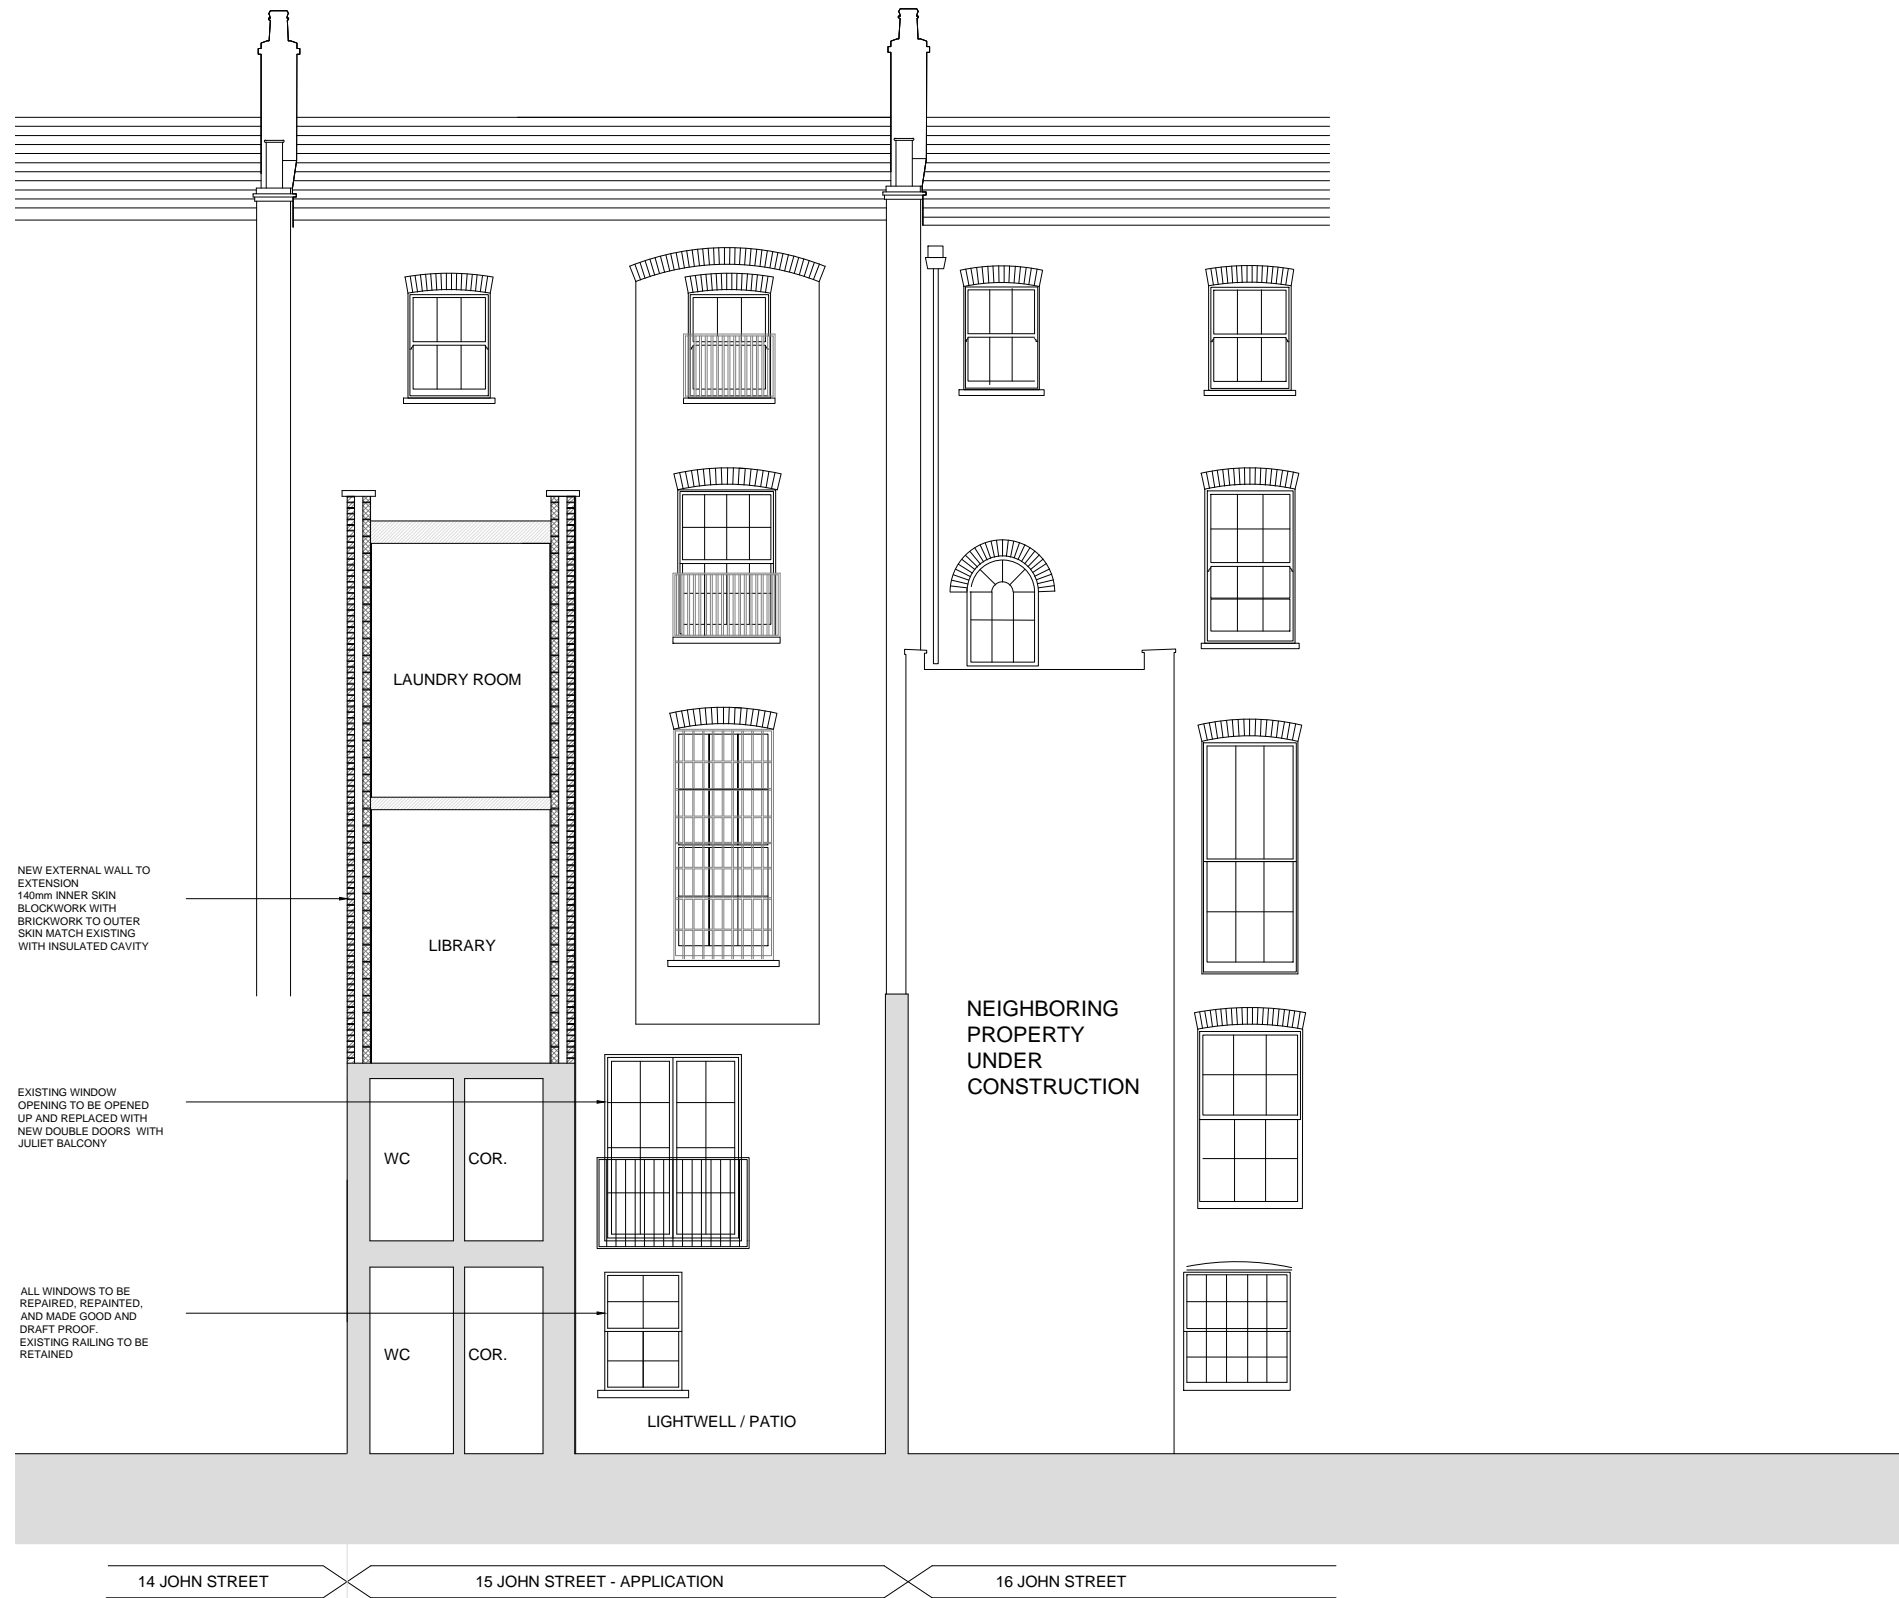 LAUNDRY ROOM
NEW EXTERNAL WALL TO
EXTENSION
140mm INNER SKIN
BLOCKWORK WITH
BRICKWORK TO OUTER
SKIN MATCH EXISTING
WITH INSULATED CAVITY
LIBRARY
NEIGHBORING
PROPERTY
UNDER
CONSTRUCTION
EXISTING WINDOW
OPENING TO BE OPENED
UP AND REPLACED WITH
NEW DOUBLE DOORS WITH
JULIET BALCONY
WC
COR.
ALL WINDOWS TO BE
REPAIRED, REPAINTED,
AND MADE GOOD AND
DRAFT PROOF.
EXISTING RAILING TO BE
RETAINED
WC
COR.
LIGHTWELL / PATIO
14 JOHN STREET
15 JOHN STREET - APPLICATION
16 JOHN STREET